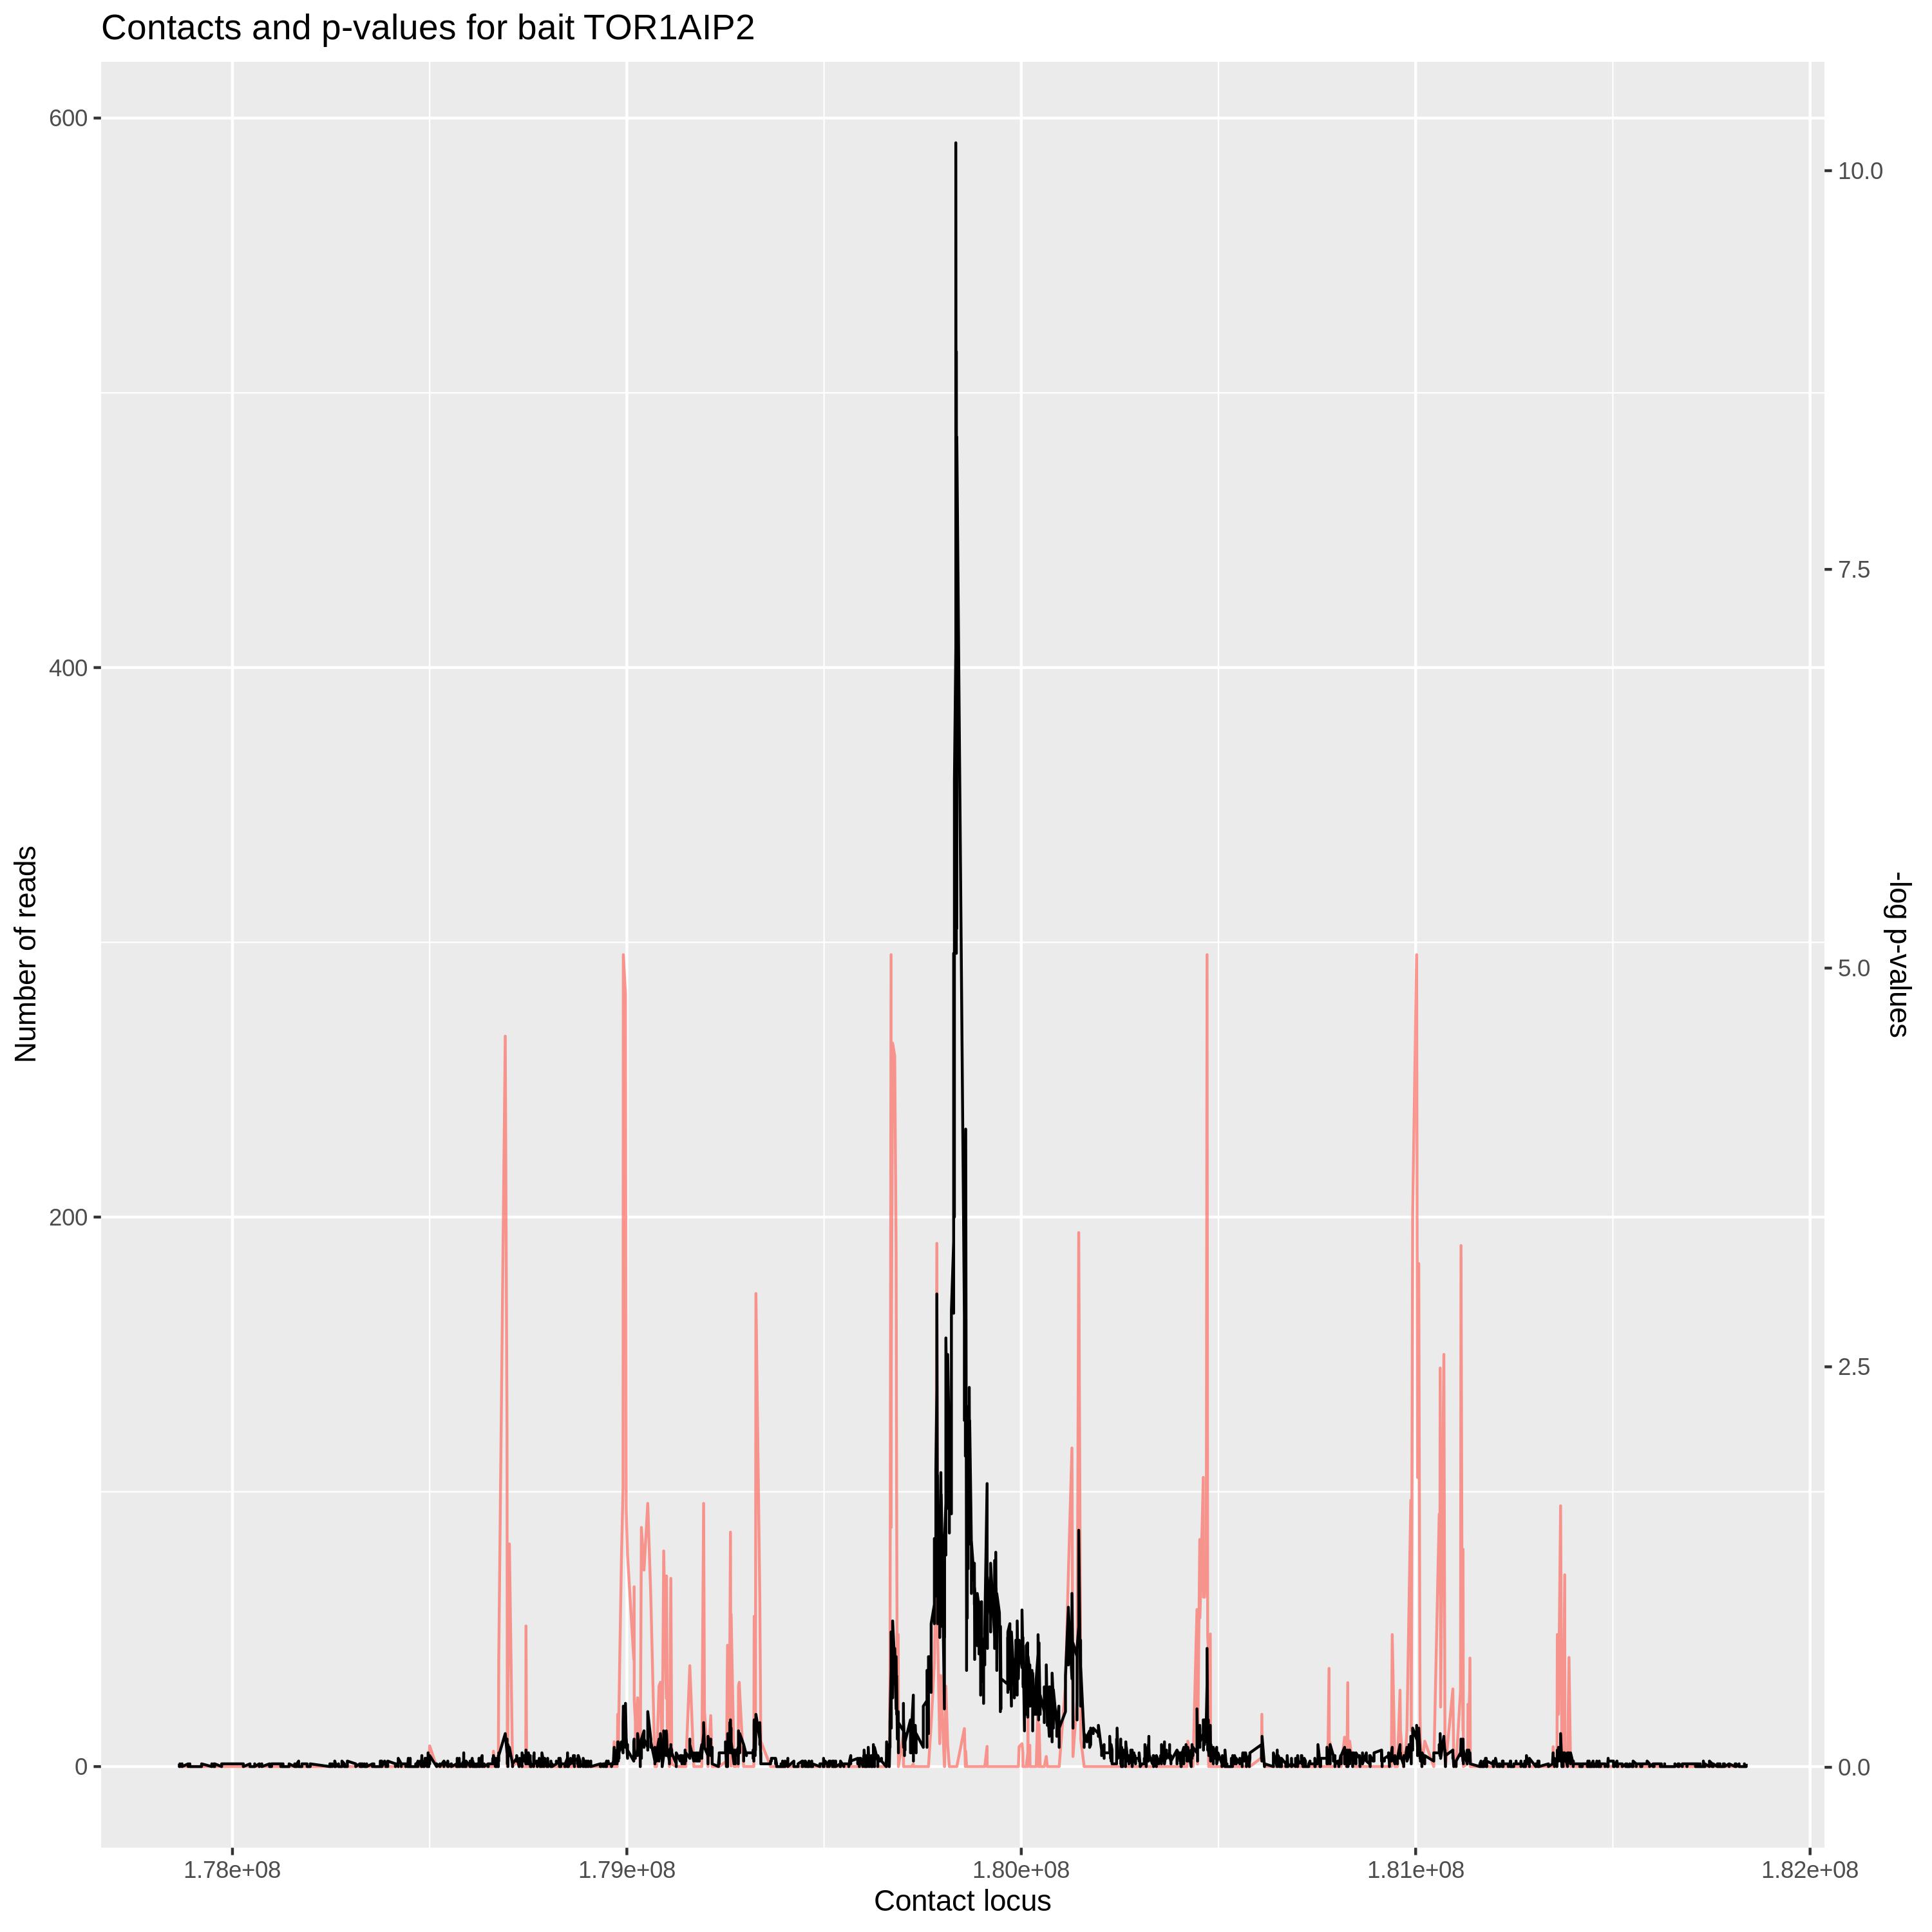 Contacts and p-values for bait TOR1AIP2
600
400
200
0
10.0
7.5
5.0
2.5
0.0
Number of reads
-log p-values
1.78e+08
1.79e+08
1.80e+08
1.81e+08
1.82e+08
Contact locus